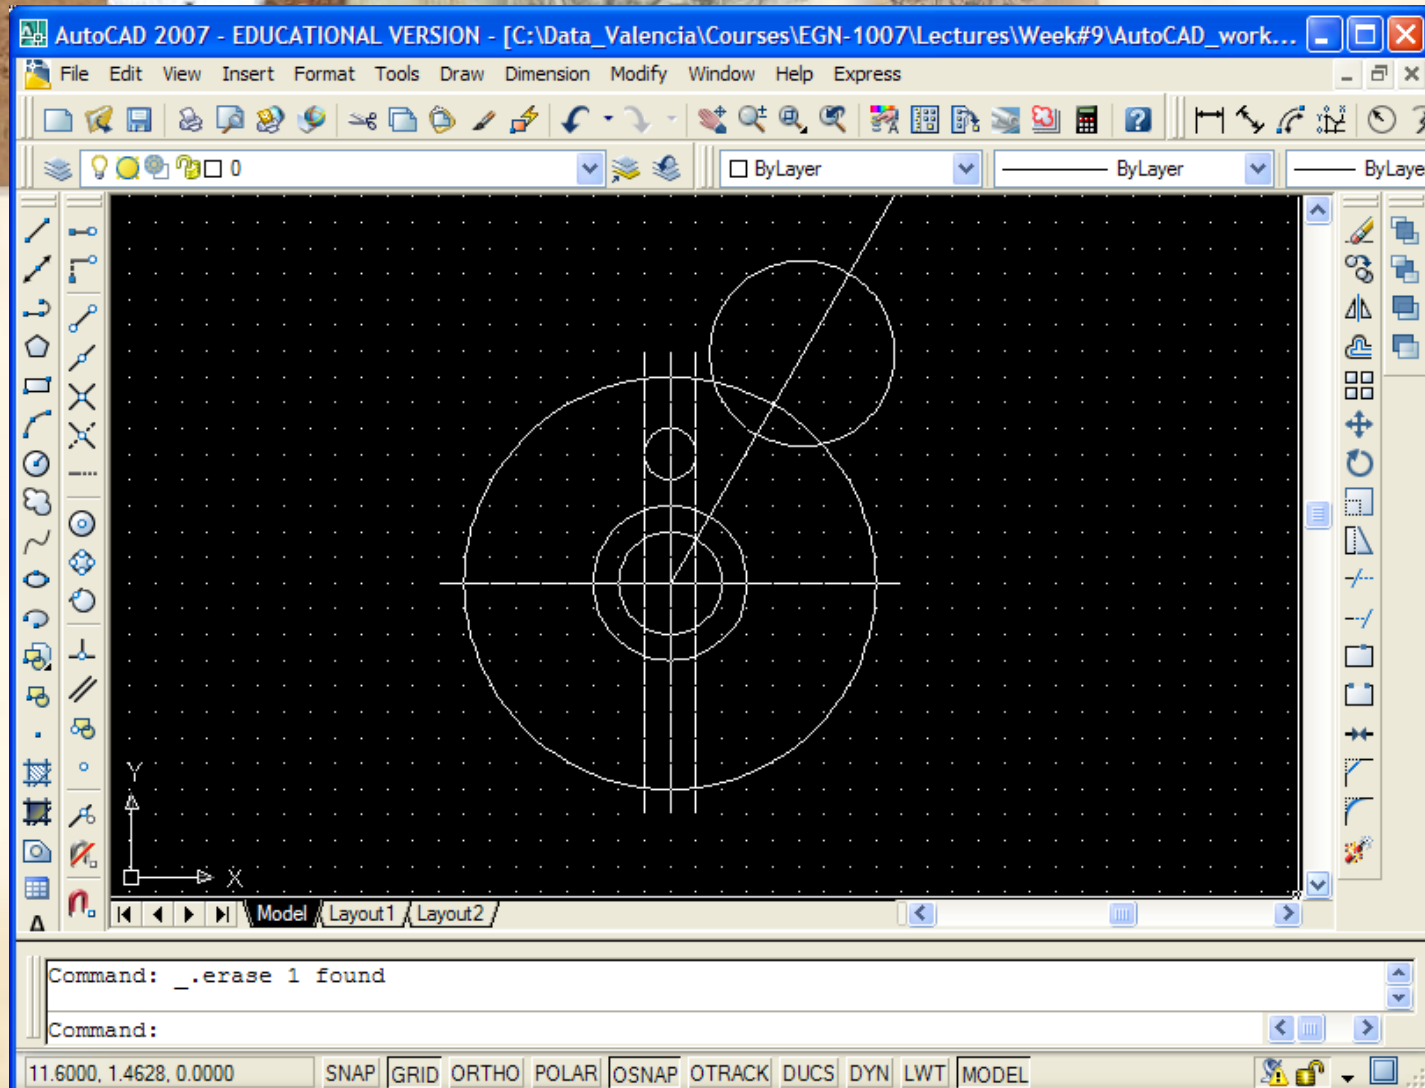 AutoCAD 2007 - EDUCATIONAL VERSION - [C:\Data_Valencia\Courses\EGN-1007\Lectures\Week#9\AutoCAD_work...
File Edit View Insert Format Tools Draw Dimension Modify Window Help Express
0 ByLayer ByLayer ByLaye
Y
X
A
Model Layout1 Layout2
Command: _.erase 1 found
Command:
11.6000, 1.4628, 0.0000 SNAP GRID ORTHO POLAR OSNAP OTRACK DUCS DYN LWT MODEL